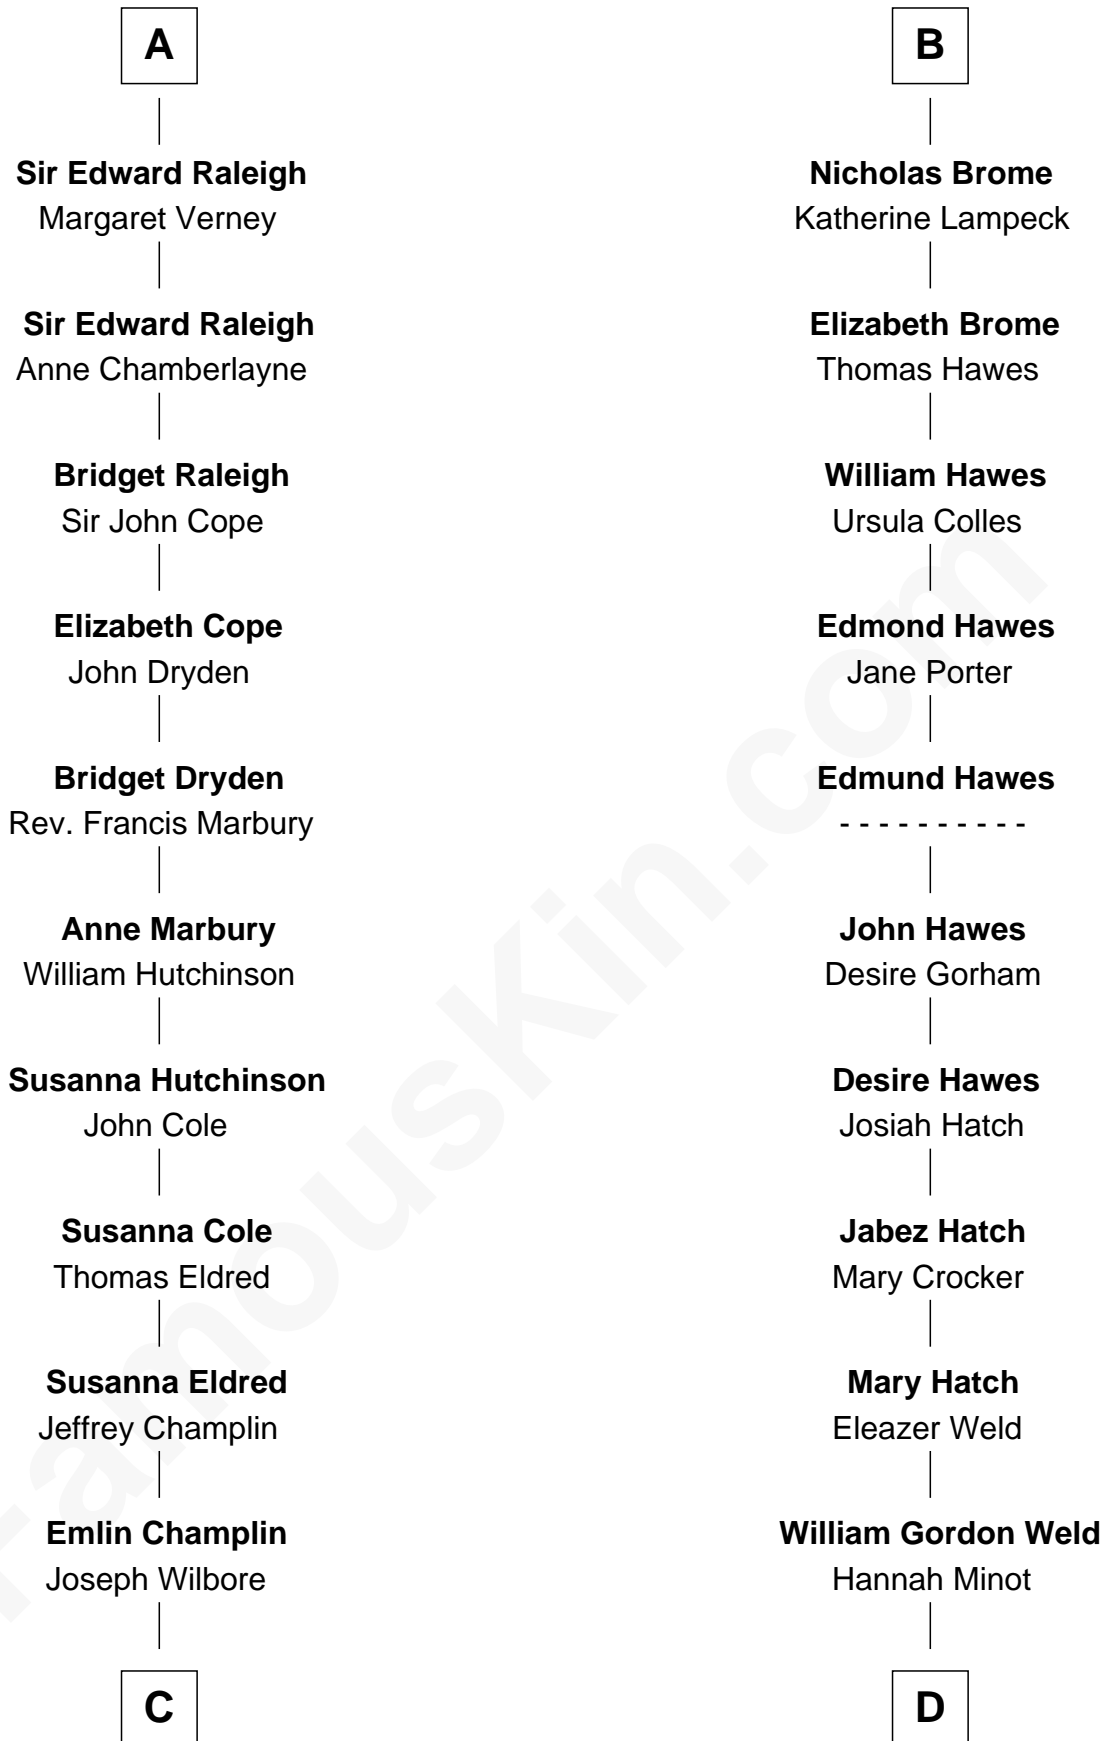 A
Sir Edward Raleigh
Margaret Verney
Sir Edward Raleigh
Anne Chamberlayne
Bridget Raleigh
Sir John Cope
Elizabeth Cope
John Dryden
Bridget Dryden
Rev. Francis Marbury
Anne Marbury
William Hutchinson
Susanna Hutchinson
John Cole
Susanna Cole
Thomas Eldred
Susanna Eldred
Jeffrey Champlin
Emlin Champlin
Joseph Wilbore
C
B
Nicholas Brome
Katherine Lampeck
Elizabeth Brome
Thomas Hawes
William Hawes
Ursula Colles
Edmond Hawes
Jane Porter
Edmund Hawes
- - - - - - - - - -
John Hawes
Desire Gorham
Desire Hawes
Josiah Hatch
Jabez Hatch
Mary Crocker
Mary Hatch
Eleazer Weld
William Gordon Weld
Hannah Minot
D
FamousKin.com